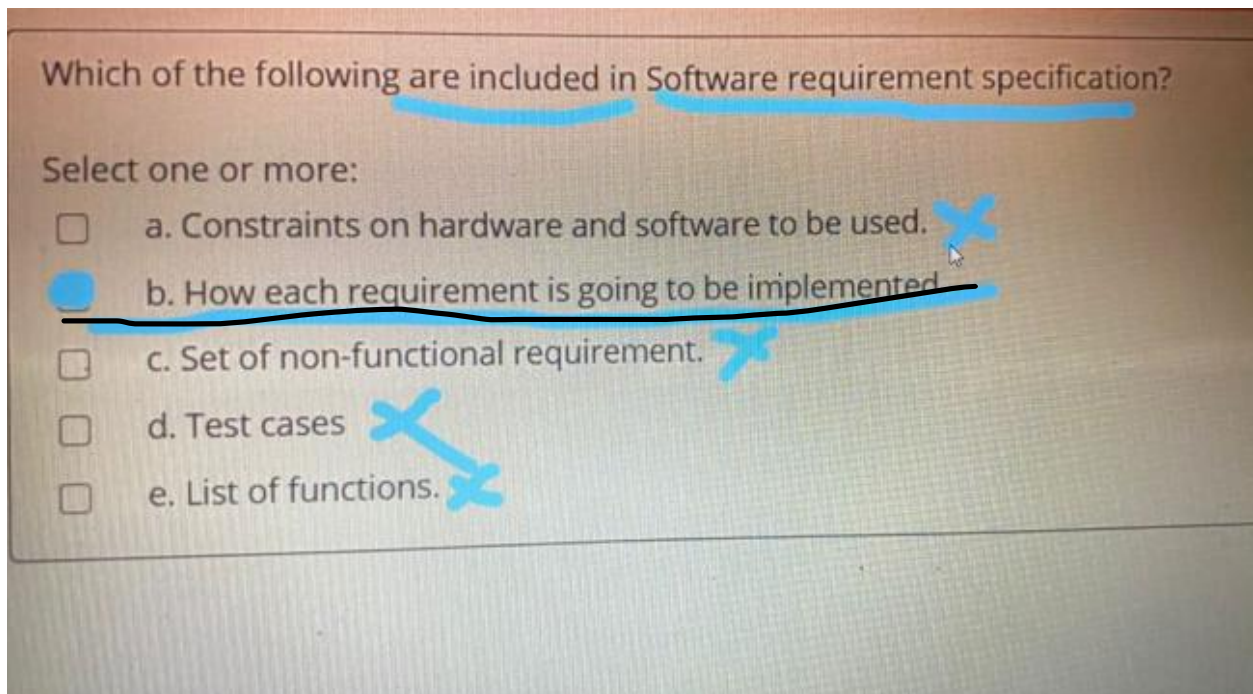 Which of the following are included in Software requirement specification?
Select one or more:
a. Constraints on hardware and software to be used.
b. How each requirement is going to be implemented
c. Set of non-functional requirement.
d. Test cases
e. List of functions.